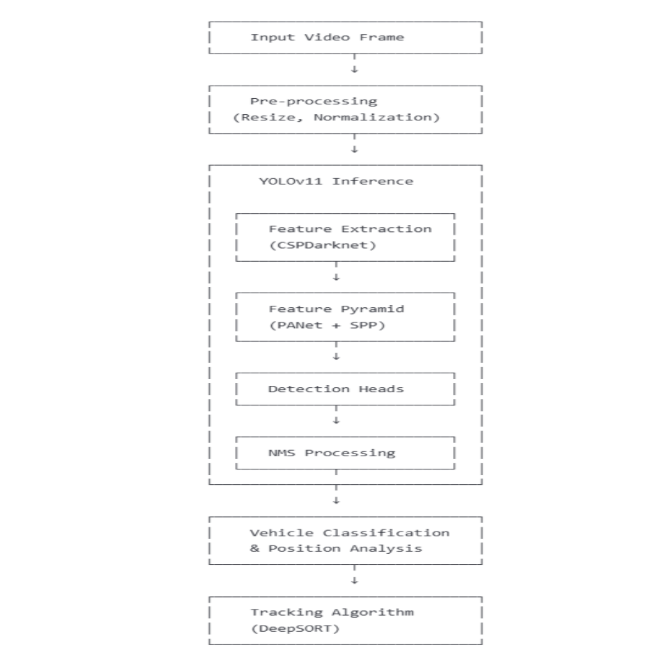 Input Video Frame
↓
Pre-processing
(Resize, Normalization)
↓
YOLOv11 Inference
Feature Extraction
(CSPDarknet)
↓
Feature Pyramid
(PANet + SPP)
↓
Detection Heads
↓
NMS Processing
↓
Vehicle Classification
& Position Analysis
↓
Tracking Algorithm
(DeepSORT)